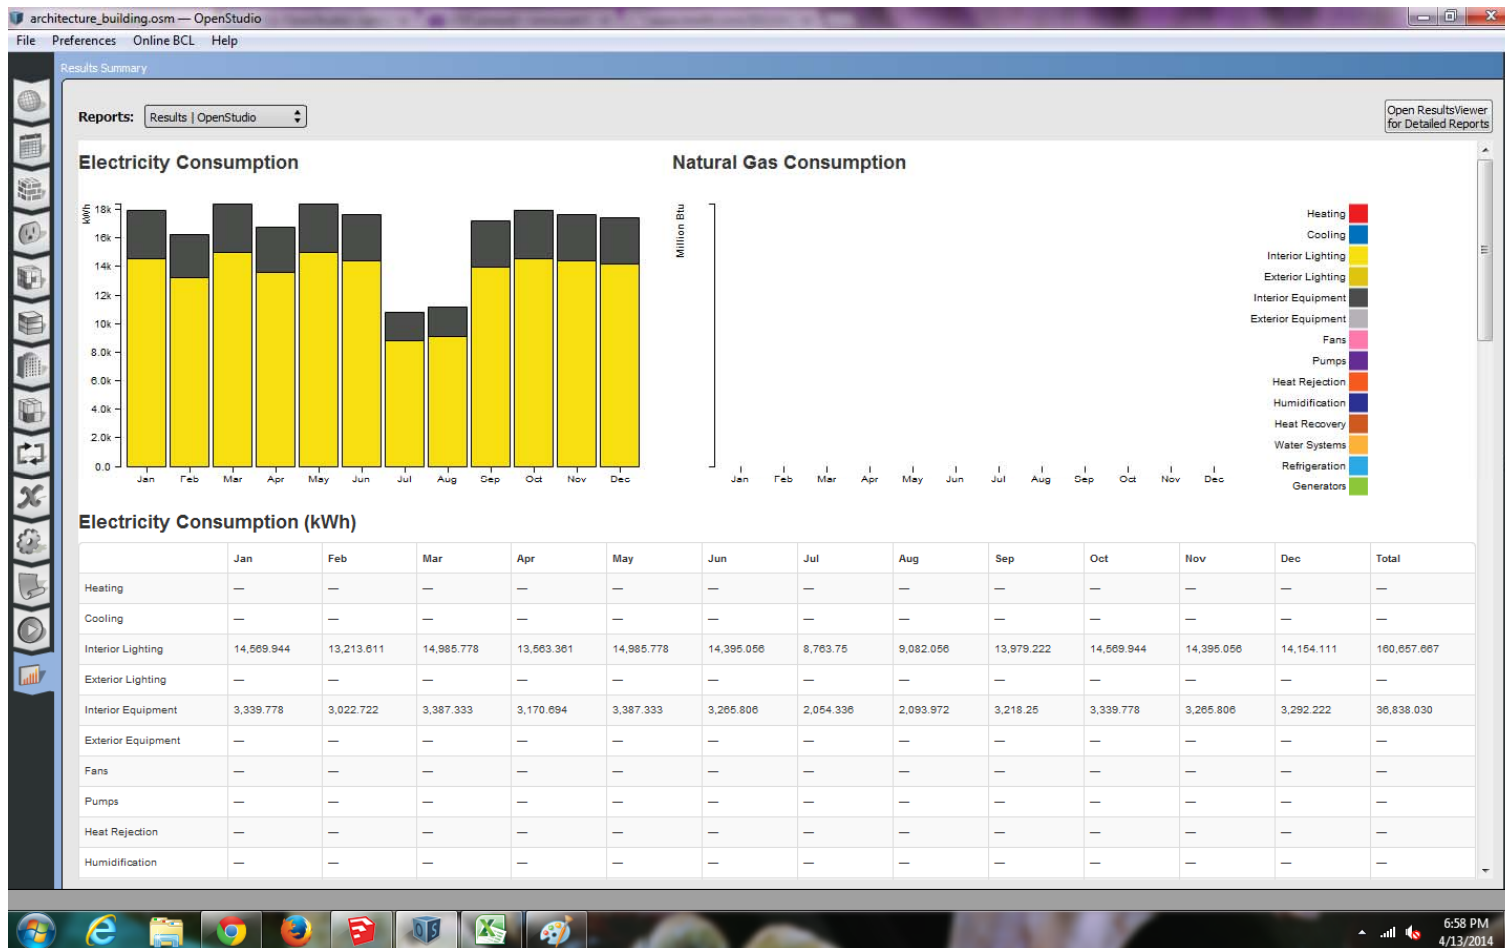 architecture_building.osm — OpenStudio
File Preferences Online BCL Help
Results Summary
Reports: Results | OpenStudio
Open ResultsViewer
for Detailed Reports
Electricity Consumption
Natural Gas Consumption
kWh
18k
16k
14k
12k
10k
8.0k
6.0k
4.0k
2.0k
0.0
Jan Feb Mar Apr May Jun Jul Aug Sep Oct Nov Dec
Million Btu
Jan Feb Mar Apr May Jun Jul Aug Sep Oct Nov Dec
Heating
Cooling
Interior Lighting
Exterior Lighting
Interior Equipment
Exterior Equipment
Fans
Pumps
Heat Rejection
Humidification
Heat Recovery
Water Systems
Refrigeration
Generators
Electricity Consumption (kWh)
Jan Feb Mar Apr May Jun Jul Aug Sep Oct Nov Dec Total
Heating — — — — — — — — — — — — —
Cooling — — — — — — — — — — — — —
Interior Lighting 14,569.944 13,213.611 14,985.778 13,563.361 14,985.778 14,395.056 8,763.75 9,082.056 13,979.222 14,569.944 14,395.056 14,154.111 160,657.667
Exterior Lighting — — — — — — — — — — — — —
Interior Equipment 3,339.778 3,022.722 3,387.333 3,170.694 3,387.333 3,265.806 2,054.336 2,093.972 3,218.25 3,339.778 3,265.806 3,292.222 36,838.030
Exterior Equipment — — — — — — — — — — — — —
Fans — — — — — — — — — — — — —
Pumps — — — — — — — — — — — — —
Heat Rejection — — — — — — — — — — — — —
Humidification — — — — — — — — — — — — —
6:58 PM
4/13/2014